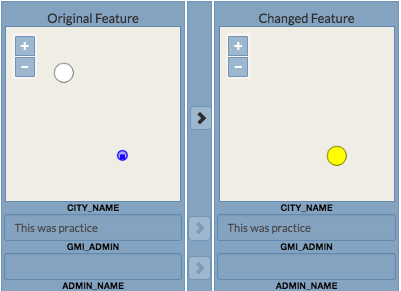 Original Feature
Changed Feature
+
−
+
−
CITY_NAME
CITY_NAME
This was practice
This was practice
GMI_ADMIN
GMI_ADMIN
ADMIN_NAME
ADMIN_NAME